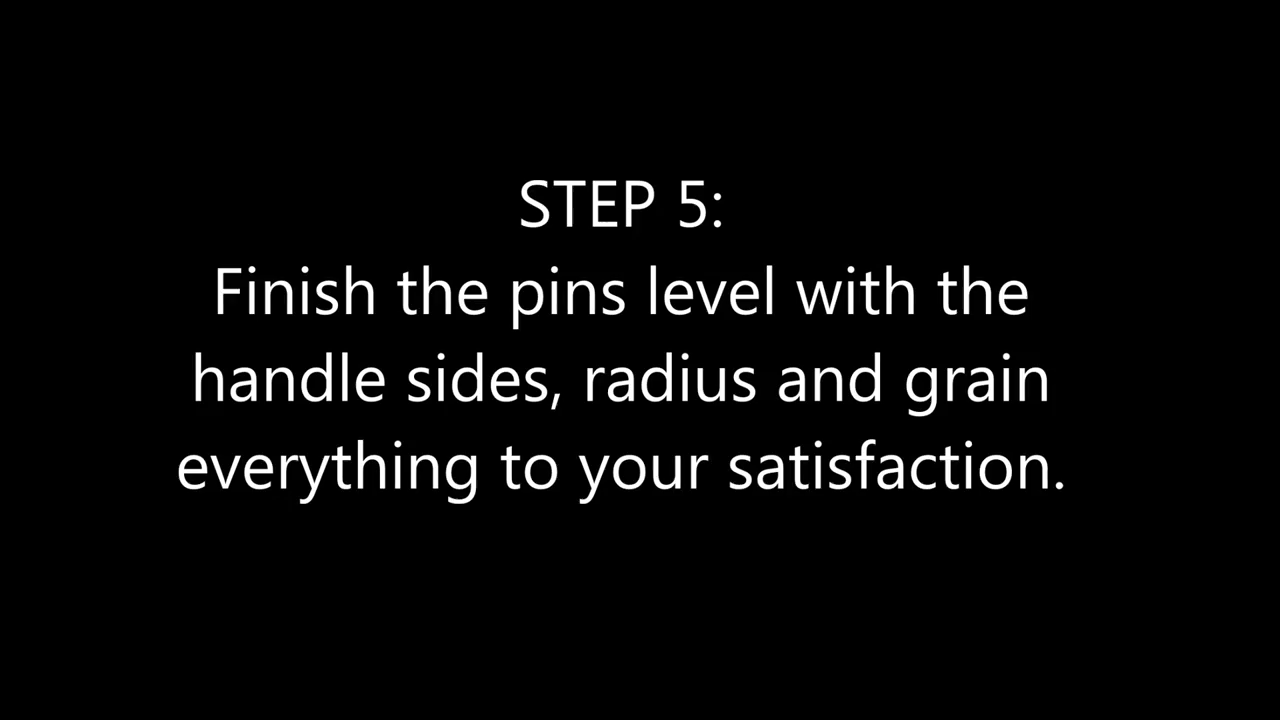 STEP 5:
Finish the pins level with the
handle sides, radius and grain
everything to your satisfaction.